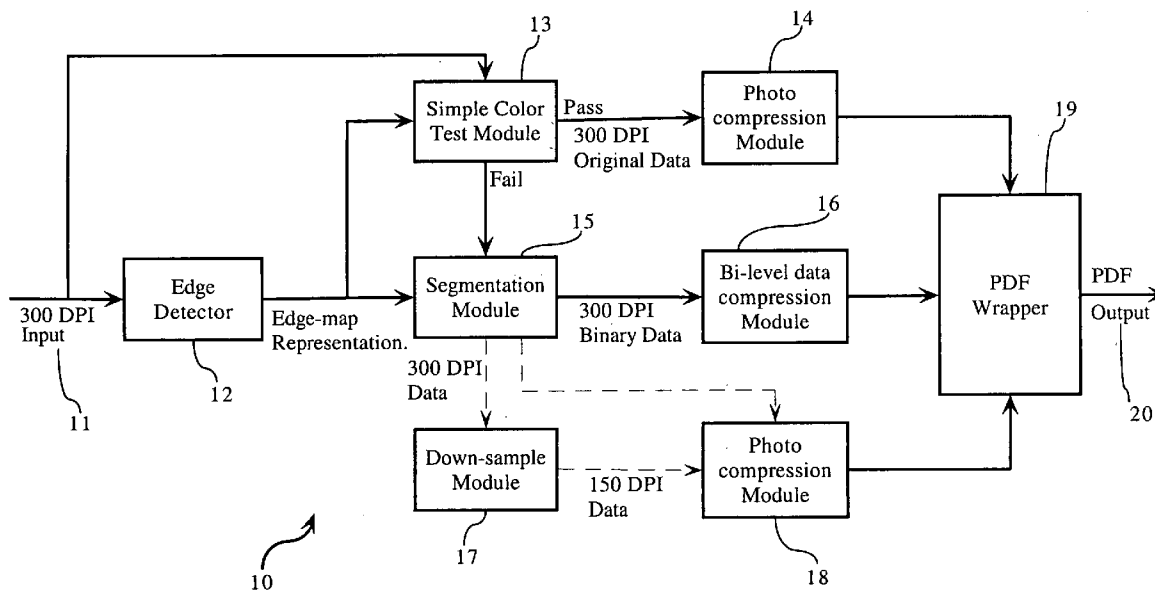 13
14
Simple Color
Test Module
Pass
300 DPI
Original Data
Photo
compression
Module
19
Fail
15
16
Edge
Detector
Segmentation
Module
Bi-level data
compression
Module
PDF
Wrapper
PDF
Output
300 DPI
Input
Edge-map
Representation.
300 DPI
Binary Data
11
12
300 DPI
Data
20
Down-sample
Module
150 DPI
Data
Photo
compression
Module
17
18
10